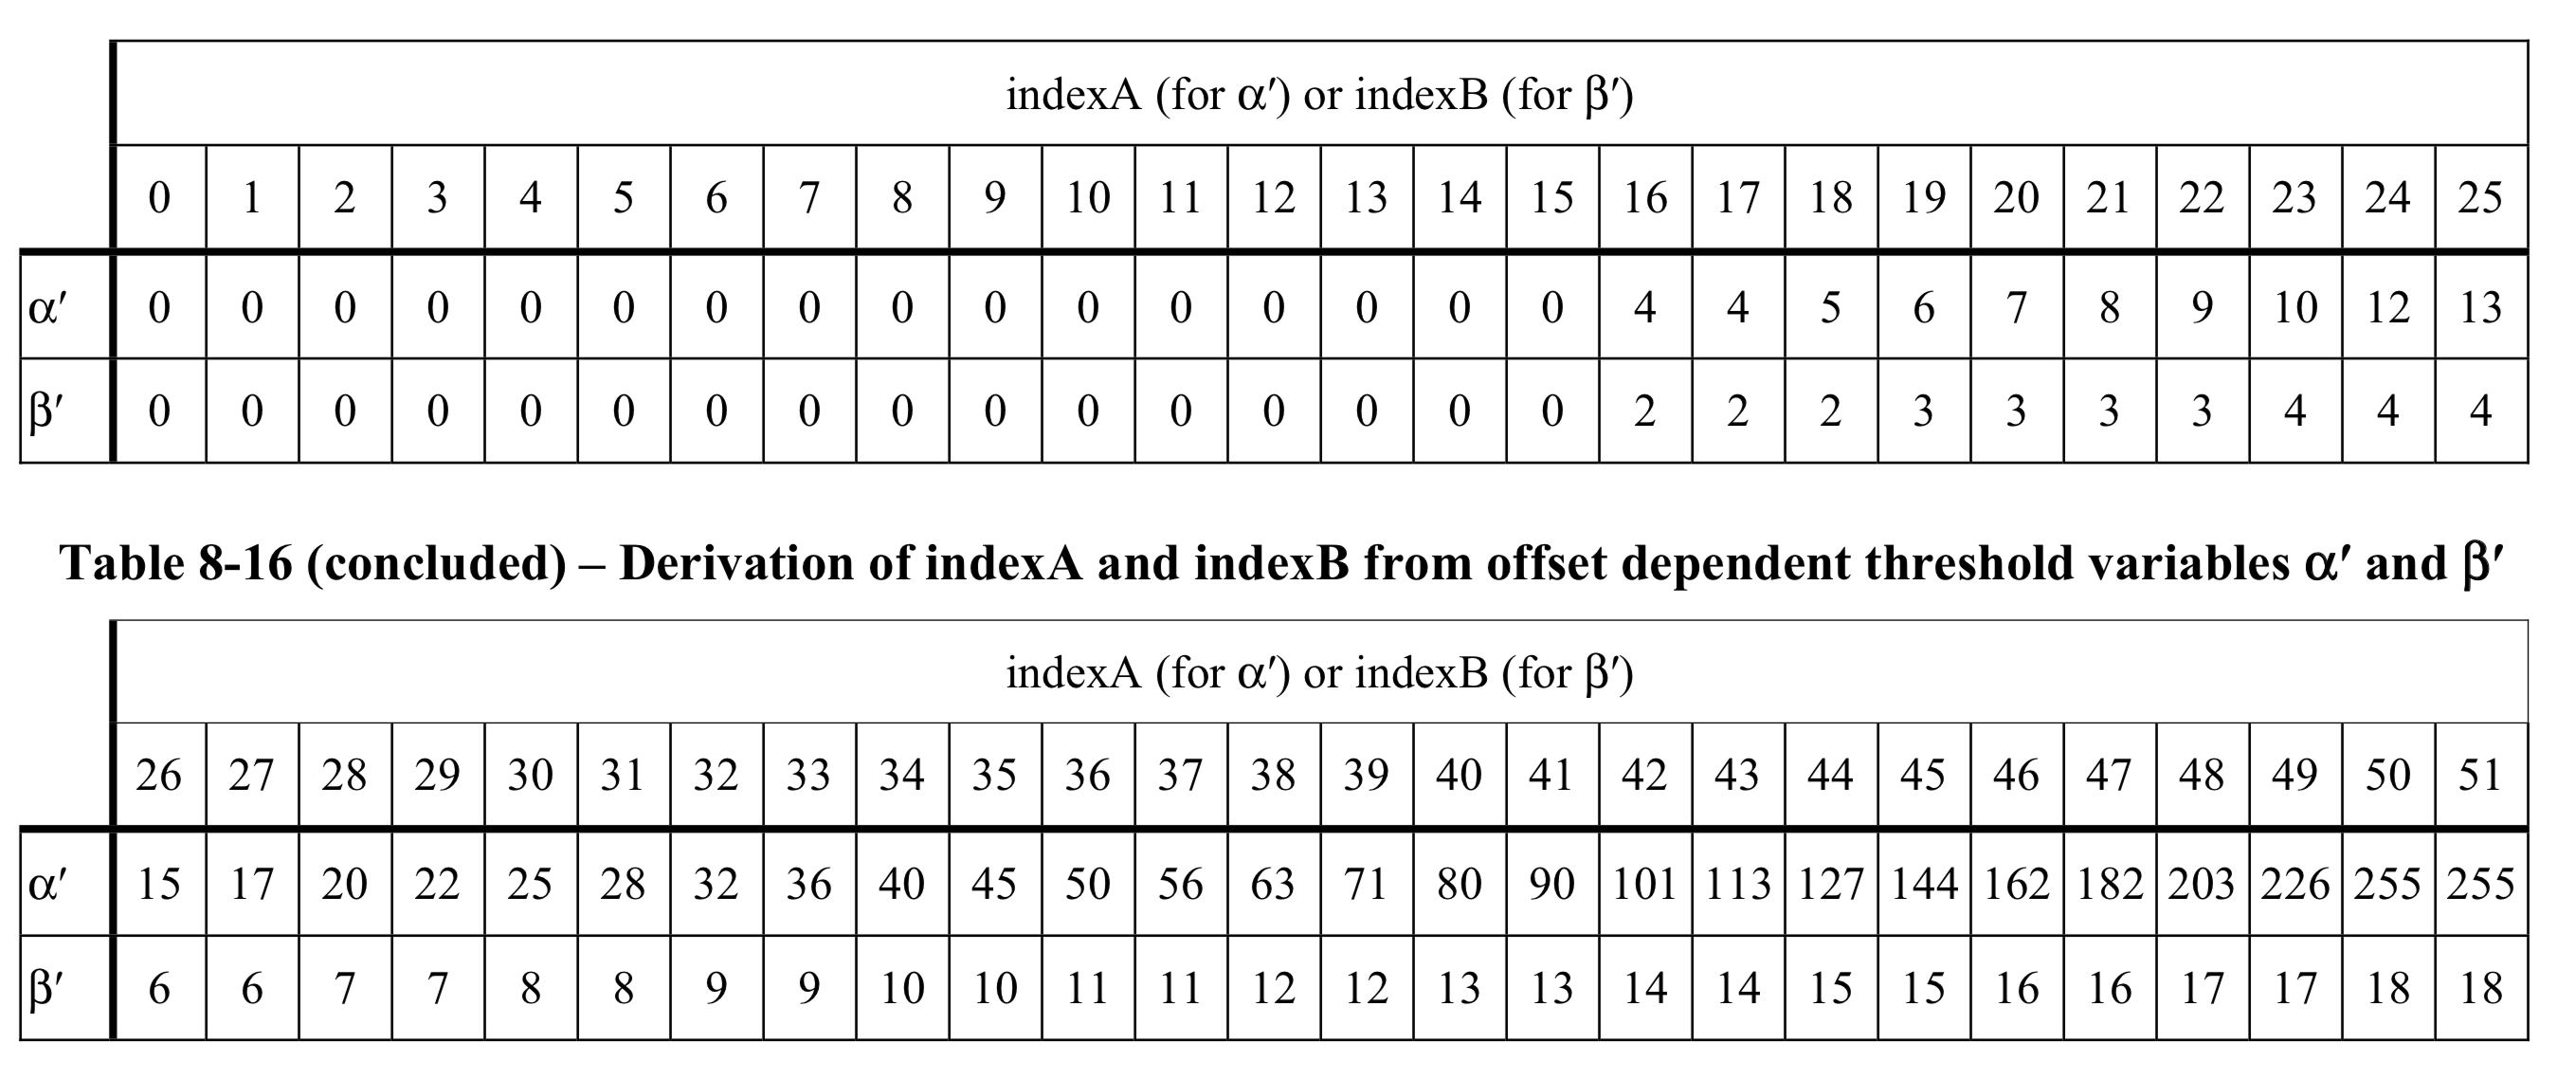 indexA (for α′) or indexB (for β′)
0 1 2 3 4 5 6 7 8 9 10 11 12 13 14 15 16 17 18 19 20 21 22 23 24 25
α′ 0 0 0 0 0 0 0 0 0 0 0 0 0 0 0 0 4 4 5 6 7 8 9 10 12 13
β′ 0 0 0 0 0 0 0 0 0 0 0 0 0 0 0 0 2 2 2 3 3 3 3 4 4 4
Table 8-16 (concluded) – Derivation of indexA and indexB from offset dependent threshold variables α′ and β′
indexA (for α′) or indexB (for β′)
26 27 28 29 30 31 32 33 34 35 36 37 38 39 40 41 42 43 44 45 46 47 48 49 50 51
α′ 15 17 20 22 25 28 32 36 40 45 50 56 63 71 80 90 101 113 127 144 162 182 203 226 255 255
β′ 6 6 7 7 8 8 9 9 10 10 11 11 12 12 13 13 14 14 15 15 16 16 17 17 18 18